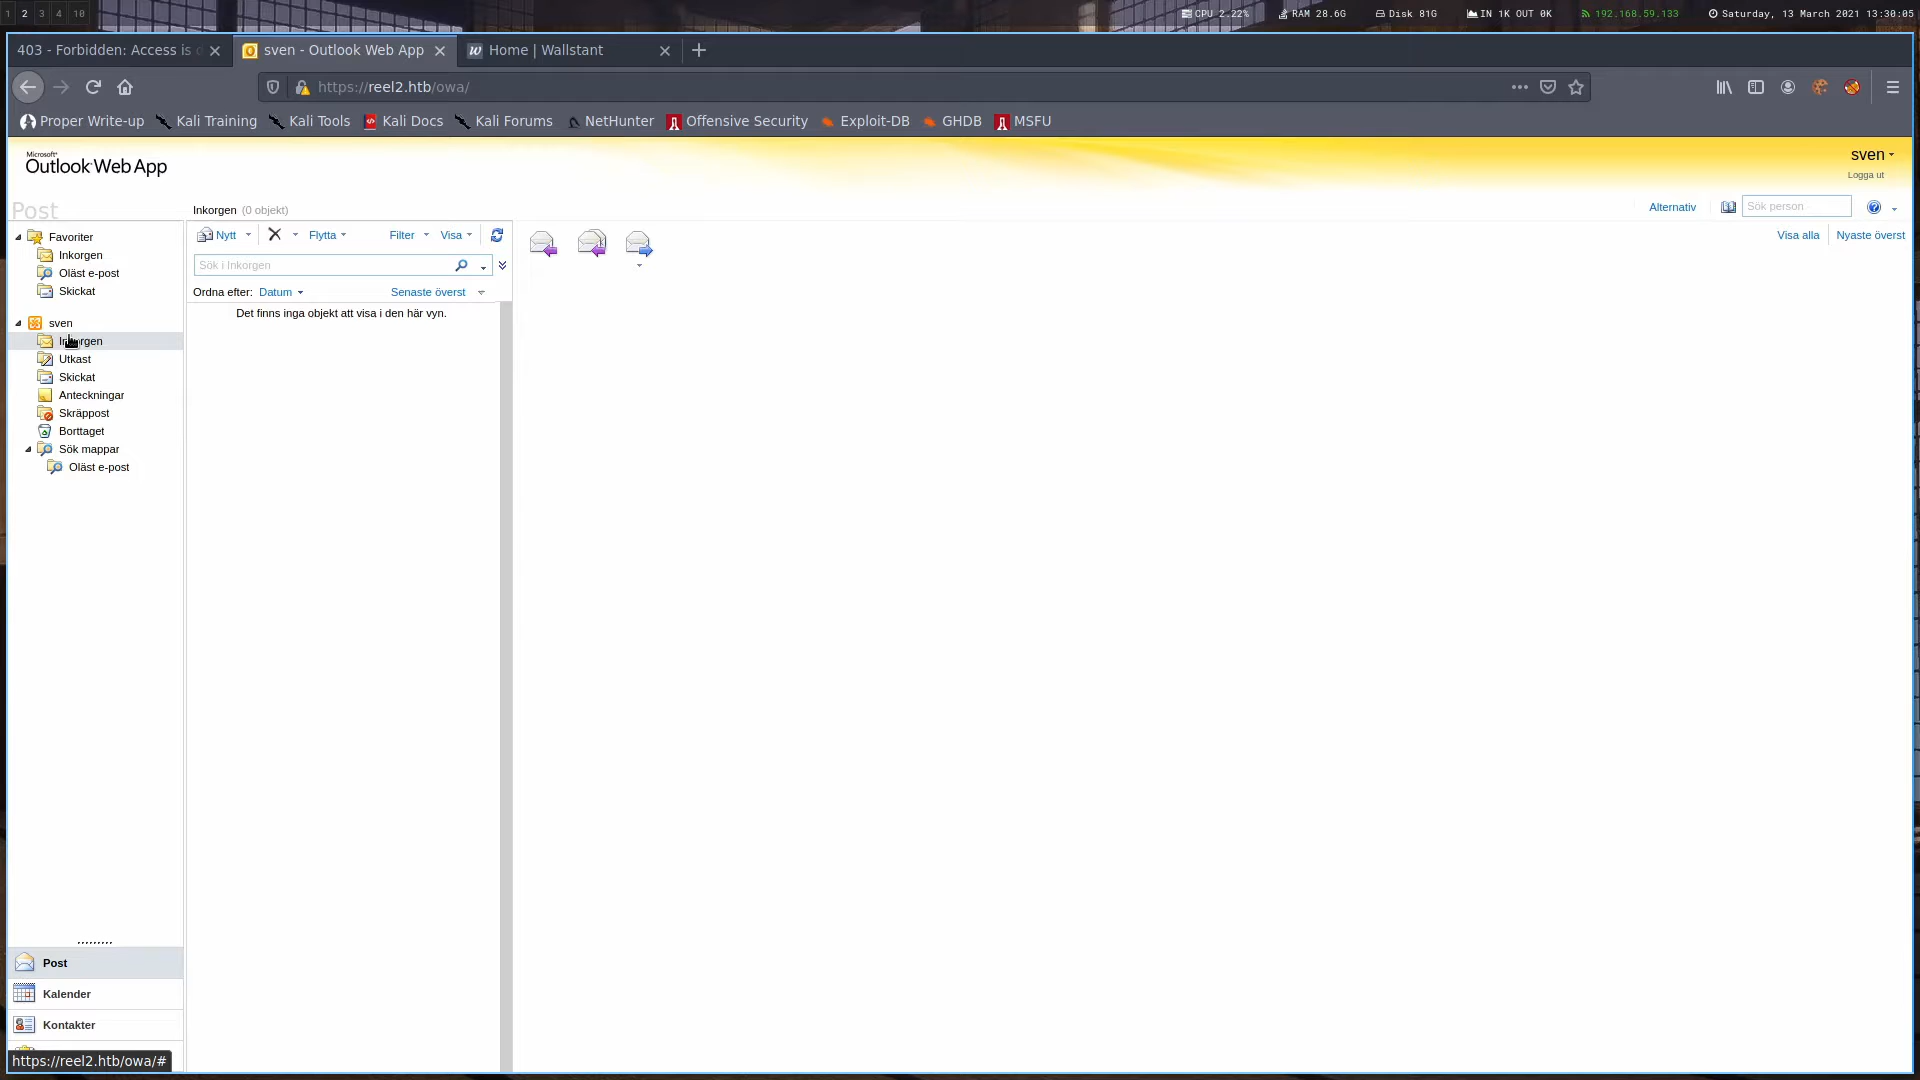 1 2 3 4 10
CPU 2.22% RAM 28.6G Disk 81G IN 1K OUT 0K 192.168.59.133 Saturday, 13 March 2021 13:30:05
403 - Forbidden: Access is sven - Outlook Web App Home | Wallstant
https://reel2.htb/owa/
Proper Write-up Kali Training Kali Tools Kali Docs Kali Forums NetHunter Offensive Security Exploit-DB GHDB MSFU
Microsoft
Outlook Web App
sven
Logga ut
Post
Inkorgen (0 objekt)
Alternativ Sök person
Favoriter
Inkorgen
Oläst e-post
Skickat
sven
Utkast
Skickat
Anteckningar
Skräppost
Borttaget
Sök mappar
Oläst e-post
Nytt Flytta Filter Visa
Sök i Inkorgen
Ordna efter: Datum Senaste överst
Det finns inga objekt att visa i den här vyn.
Visa alla Nyaste överst
Post
Kalender
Kontakter
https://reel2.htb/owa/#